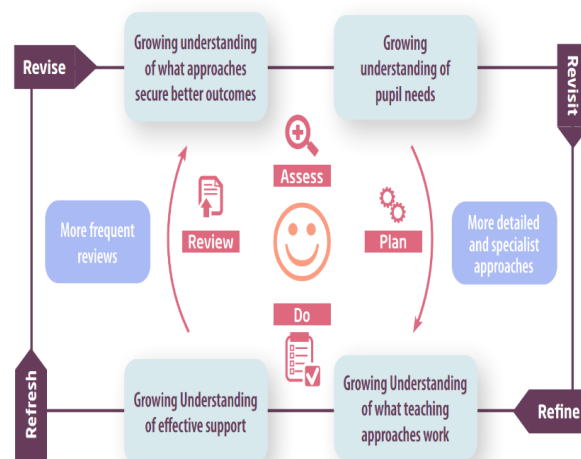 Revise
Growing understanding
of what approaches
secure better outcomes
Growing
understanding of
pupil needs
Revisit
Assess
More frequent
reviews
Review
Plan
More detailed
and specialist
approaches
Do
Refresh
Growing Understanding
of effective support
Growing Understanding
of what teaching
approaches work
Refine